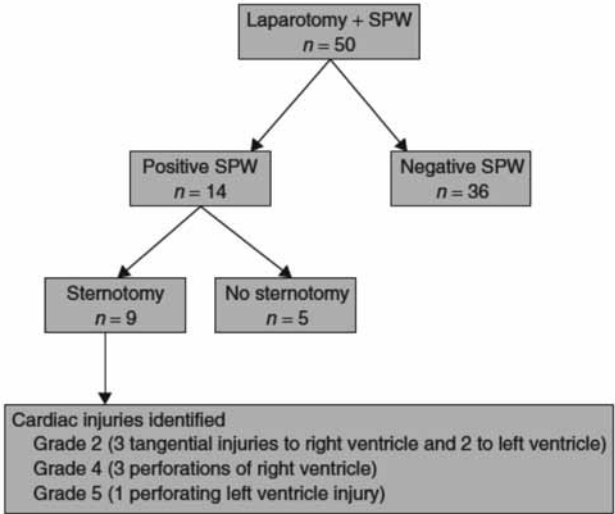 Laparotomy + SPW
n = 50
Positive SPW
n = 14
Negative SPW
n = 36
Sternotomy
n = 9
No sternotomy
n = 5
Cardiac injuries identified
Grade 2 (3 tangential injuries to right ventricle and 2 to left ventricle)
Grade 4 (3 perforations of right ventricle)
Grade 5 (1 perforating left ventricle injury)